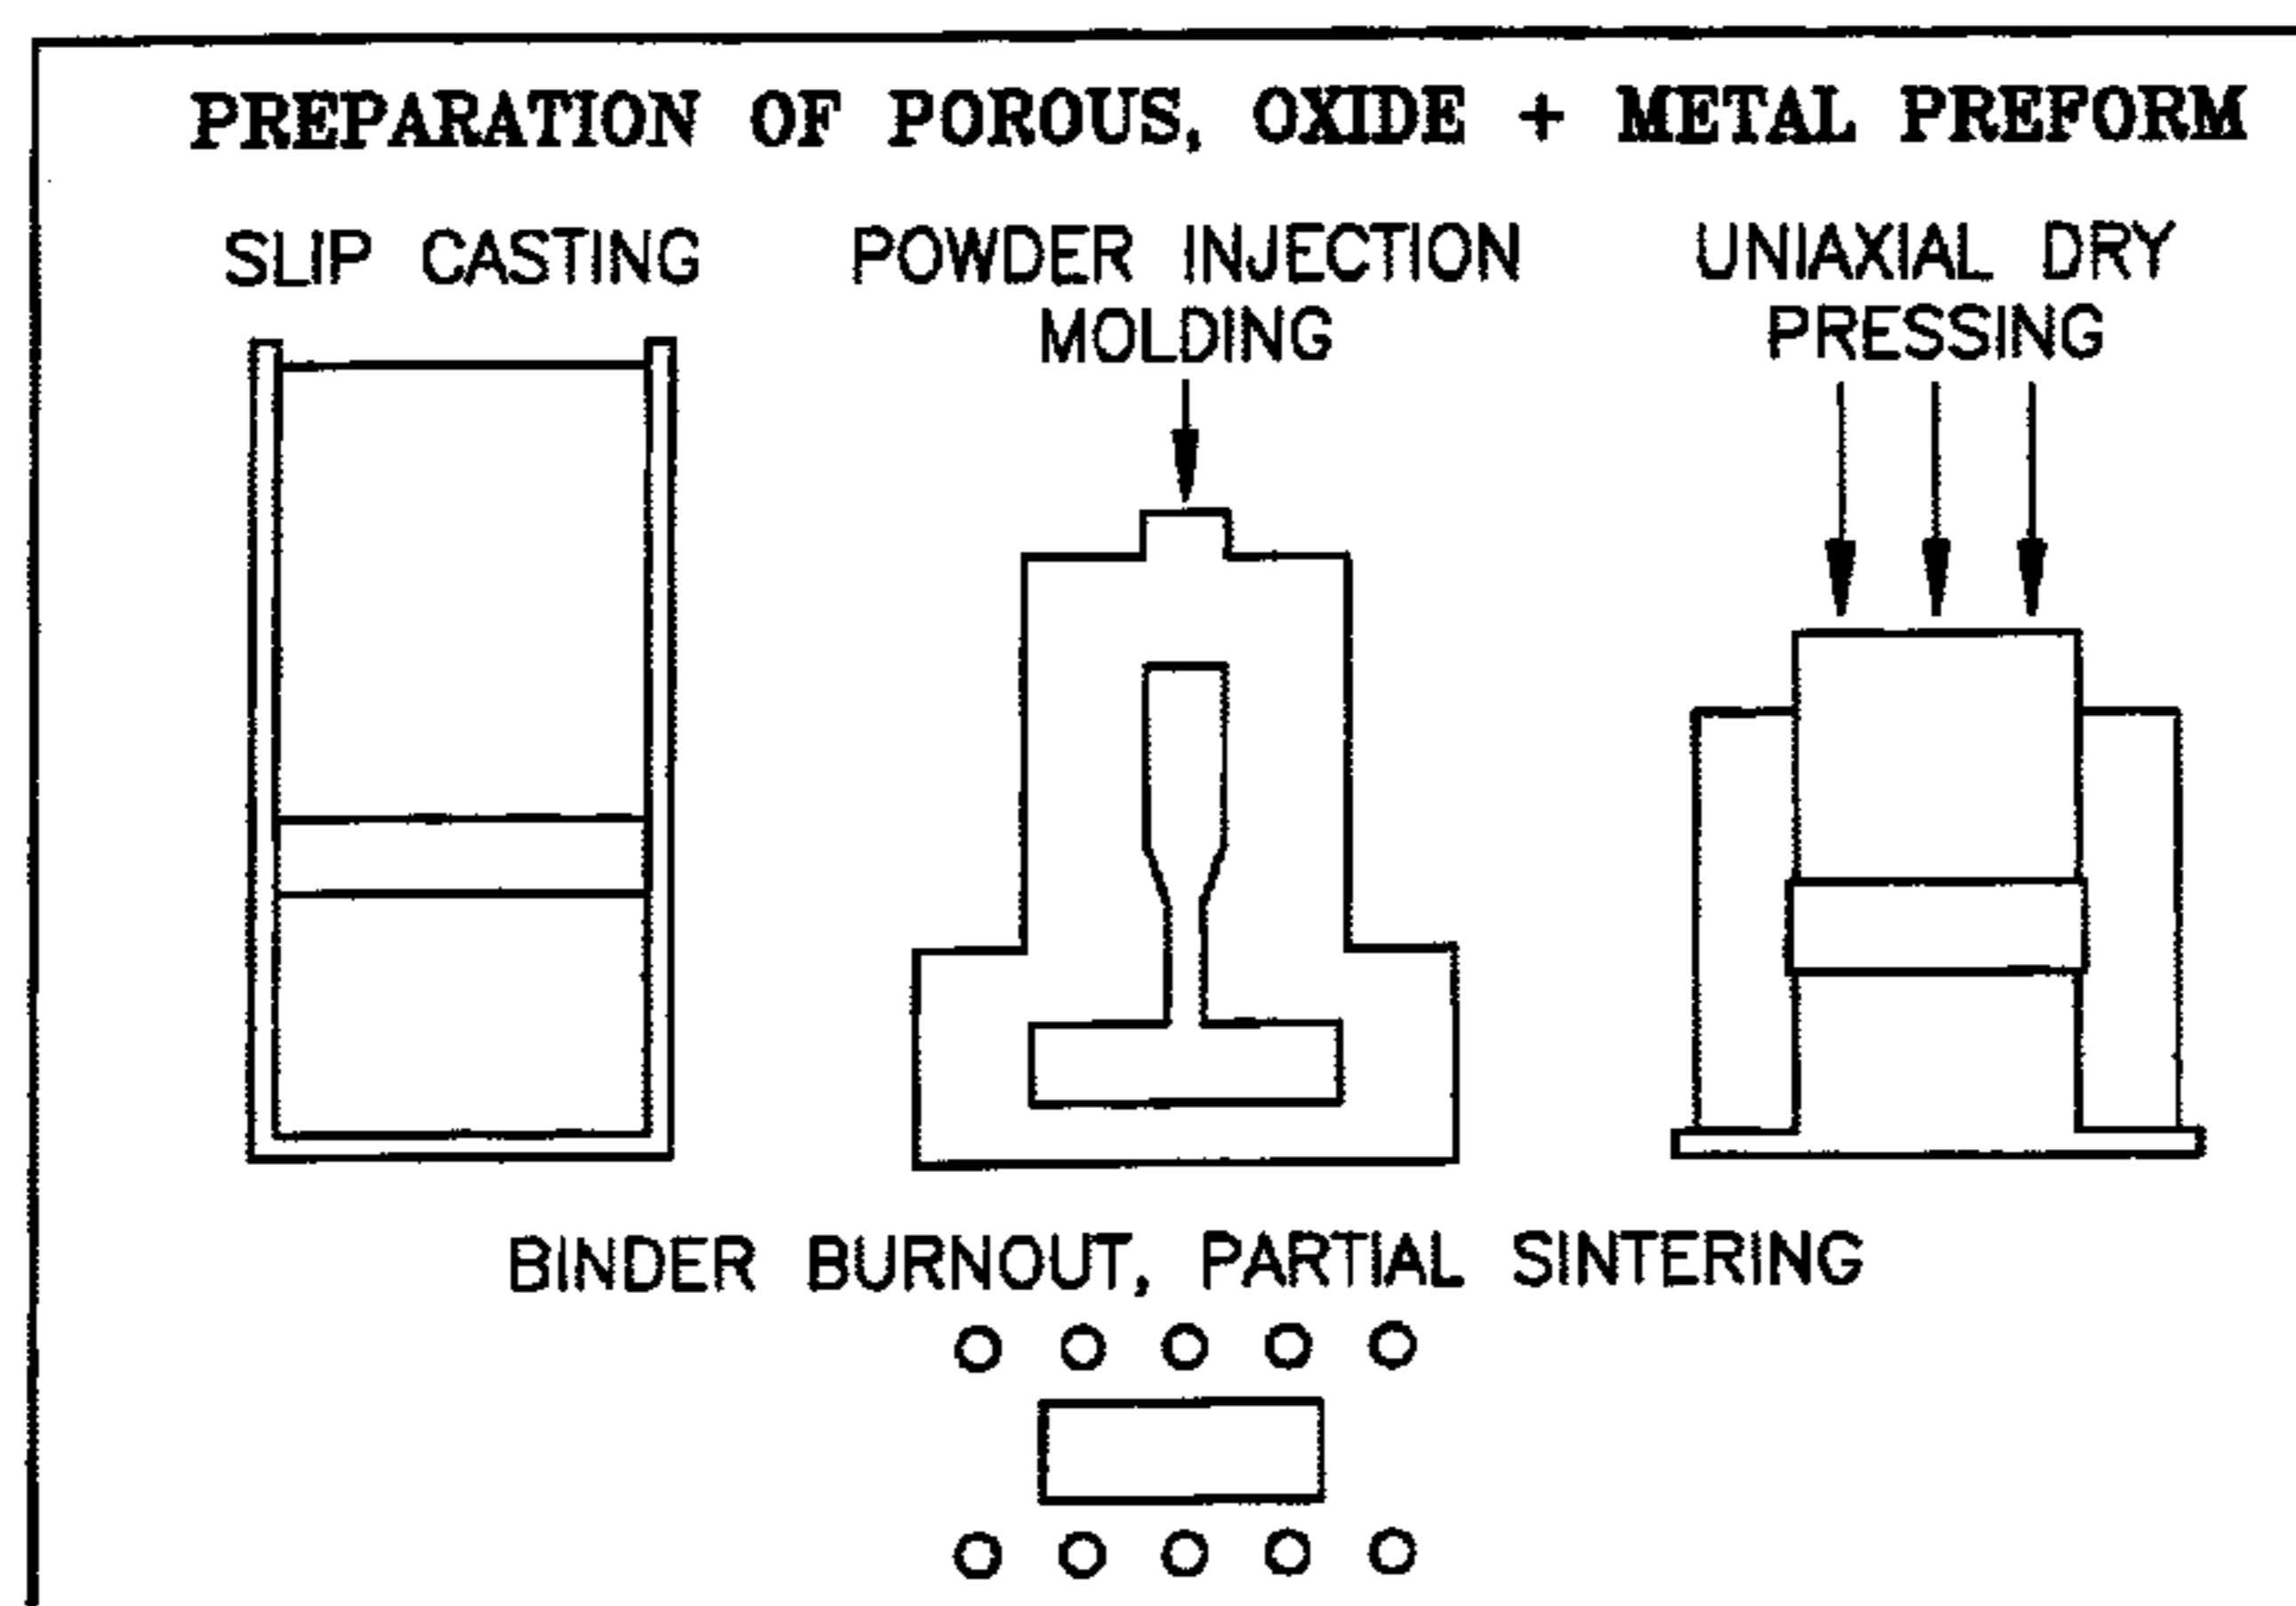 PREPARATION OF POROUS, OXIDE + METAL PREFORM
SLIP CASTING
POWDER INJECTION
MOLDING
UNIAXIAL DRY
PRESSING
BINDER BURNOUT, PARTIAL SINTERING